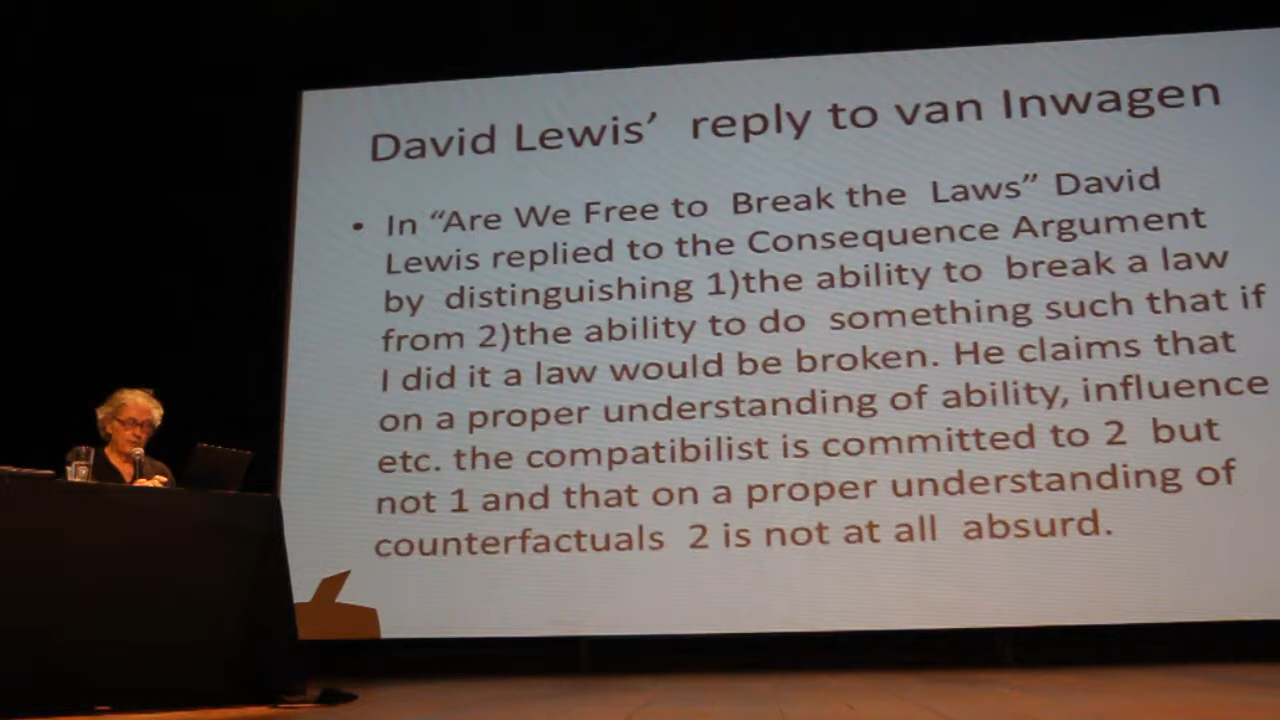 David Lewis’ reply to van Inwagen
• In “Are We Free to Break the Laws” David
Lewis replied to the Consequence Argument
by distinguishing 1)the ability to break a law
from 2)the ability to do something such that if
I did it a law would be broken. He claims that
on a proper understanding of ability, influence
etc. the compatibilist is committed to 2 but
not 1 and that on a proper understanding of
counterfactuals 2 is not at all absurd.